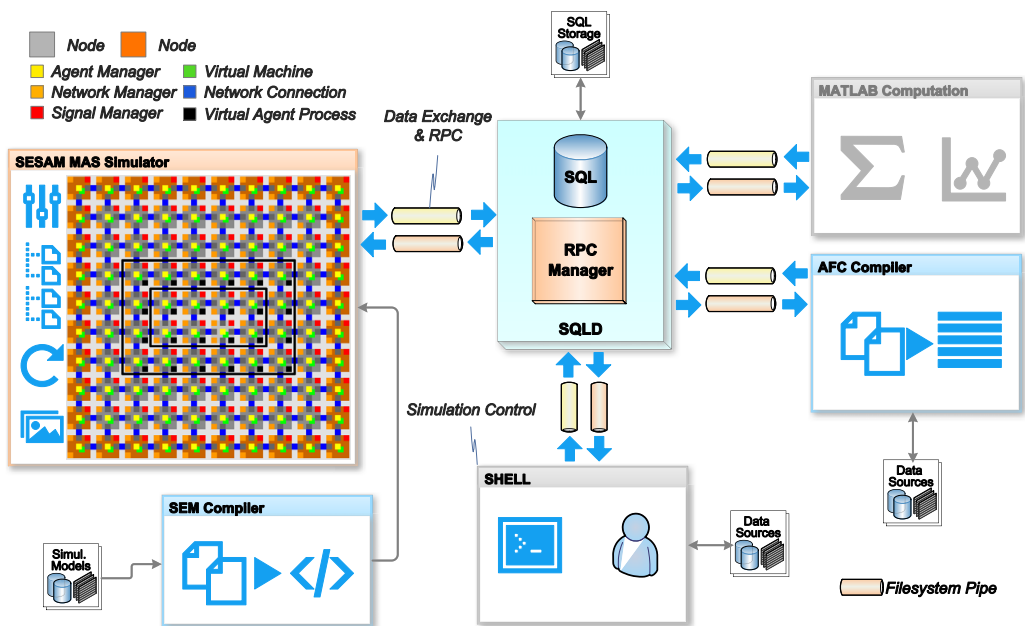 SQL
Storage
Node
Node
Agent Manager
Virtual Machine
Network Manager
Network Connection
Signal Manager
Virtual Agent Process
Data Exchange
& RPC
MATLAB Computation
SESAM MAS Simulator
SQL
RPC
Manager
SQLD
AFC Compiler
Simulation Control
SHELL
Data
Sources
SEM Compiler
Data
Sources
Simul.
Models
Filesystem Pipe